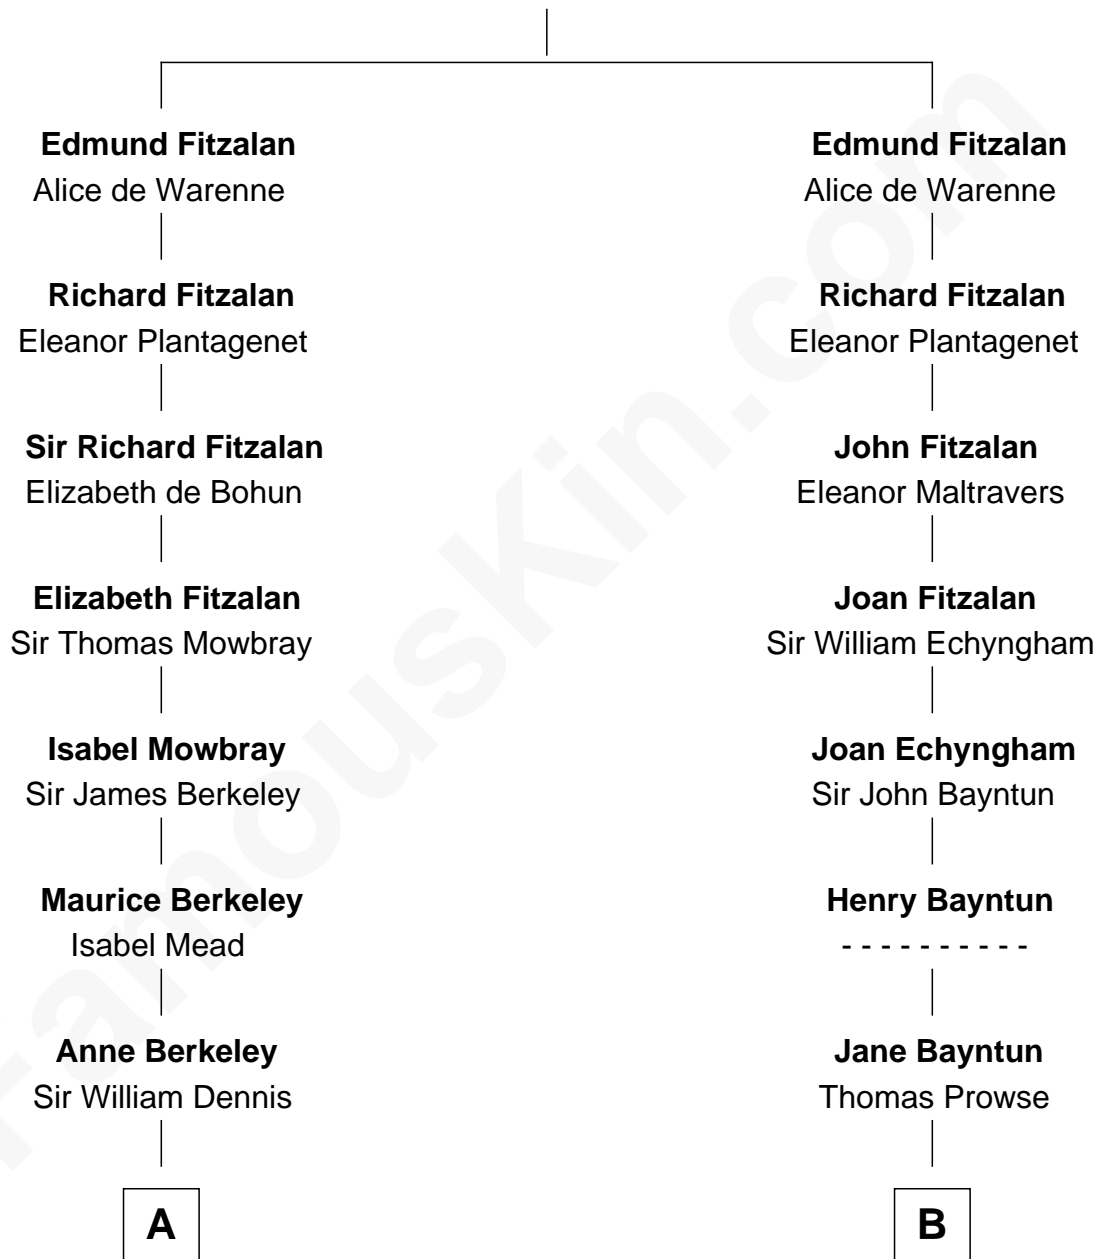 Edmund Fitzalan
Alice de Warenne
Richard Fitzalan
Eleanor Plantagenet
Sir Richard Fitzalan
Elizabeth de Bohun
Elizabeth Fitzalan
Sir Thomas Mowbray
Isabel Mowbray
Sir James Berkeley
Maurice Berkeley
Isabel Mead
Anne Berkeley
Sir William Dennis
A
Edmund Fitzalan
Alice de Warenne
Richard Fitzalan
Eleanor Plantagenet
John Fitzalan
Eleanor Maltravers
Joan Fitzalan
Sir William Echyngham
Joan Echyngham
Sir John Bayntun
Henry Bayntun
- - - - - - - - - -
Jane Bayntun
Thomas Prowse
B
FamousKin.com